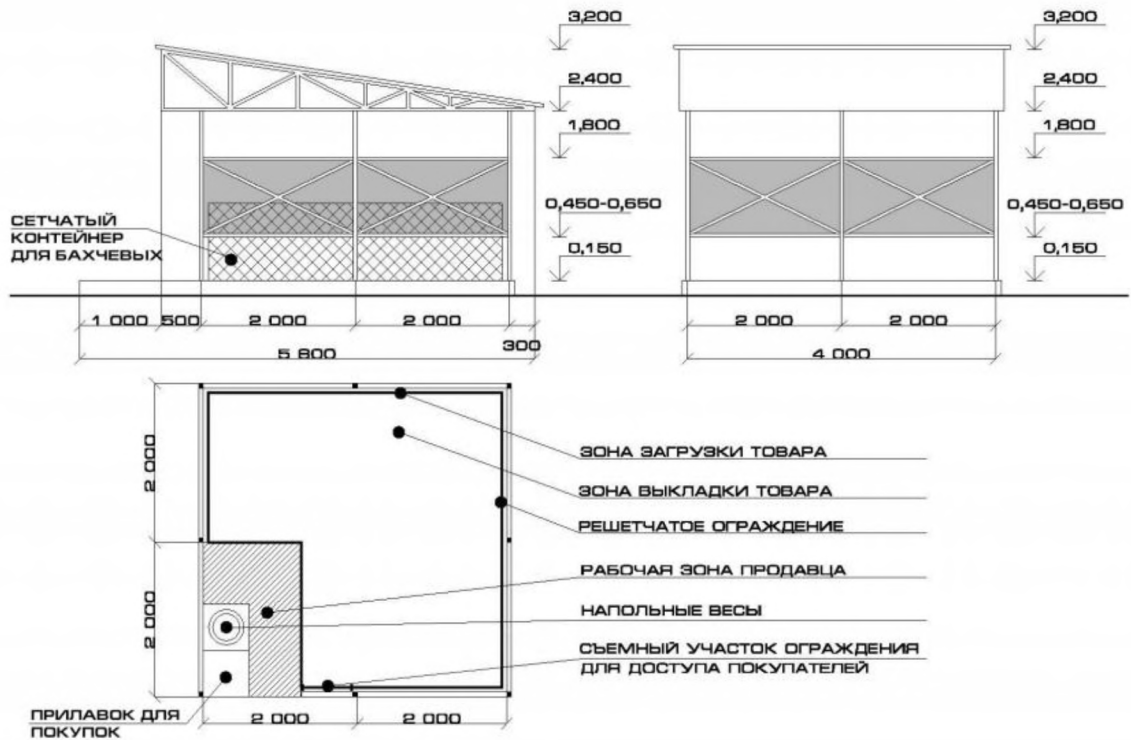 3,200
2,400
1,800
0,450-0,650
0,150
3,200
2,400
1,800
0,450-0,650
0,150
СЕТЧАТЫЙ
КОНТЕЙНЕР
ДЛЯ БАХЧЕВЫХ
1 000 500 2 000 2 000
300
5 800
2 000 2 000
4 000
2 000
2 000
ЗОНА ЗАГРУЗКИ ТОВАРА
ЗОНА ВЫКЛАДКИ ТОВАРА
РЕШЕТЧАТОЕ ОГРАЖДЕНИЕ
РАБОЧАЯ ЗОНА ПРОДАВЦА
НАПОЛЬНЫЕ ВЕСЫ
СЪЕМНЫЙ УЧАСТОК ОГРАЖДЕНИЯ
ДЛЯ ДОСТУПА ПОКУПАТЕЛЕЙ
ПРИЛАВОК ДЛЯ
ПОКУПОК
2 000 2 000